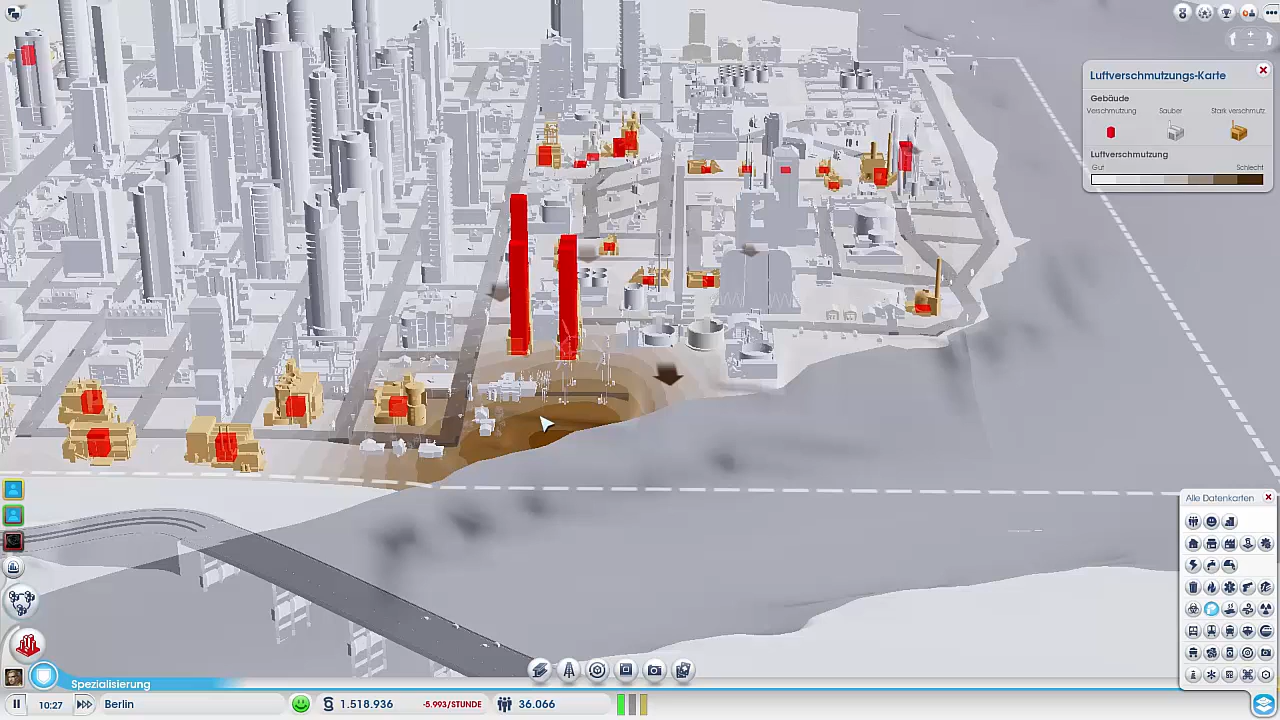 Luftverschmutzungs-Karte
Gebäude
Verschmutzung Sauber Stark verschmutz
Luftverschmutzung
Gut Schlecht
Alle Datenkarten
Spezialisierung
10:27 Berlin 1.518.936 -5.993/STUNDE 36.066